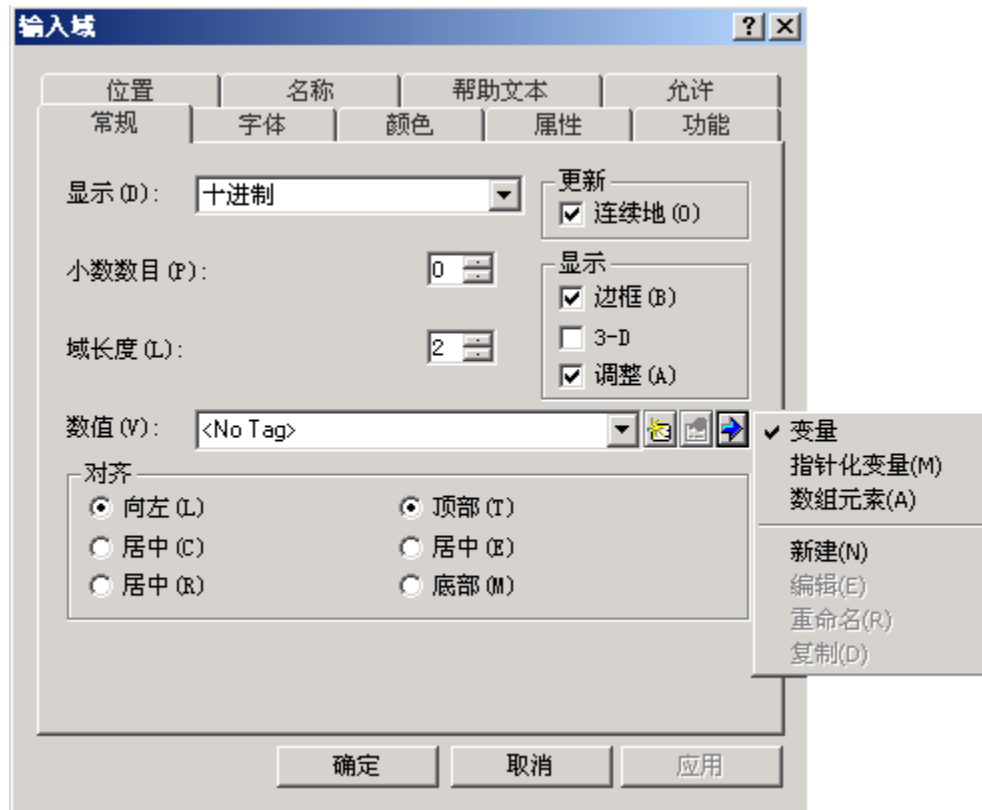 输入域
位置 名称 帮助文本 允许
常规 字体 颜色 属性 功能
显示(D): 十进制
更新
连续地(O)
小数数目(P): 0
显示
边框(B)
3-D
调整(A)
域长度(L): 2
数值(V): <No Tag>
变量
指针化变量(M)
数组元素(A)
新建(N)
编辑(E)
重命名(R)
复制(D)
对齐
向左(L) 顶部(T)
居中(C) 居中(E)
居中(R) 底部(M)
确定 取消 应用